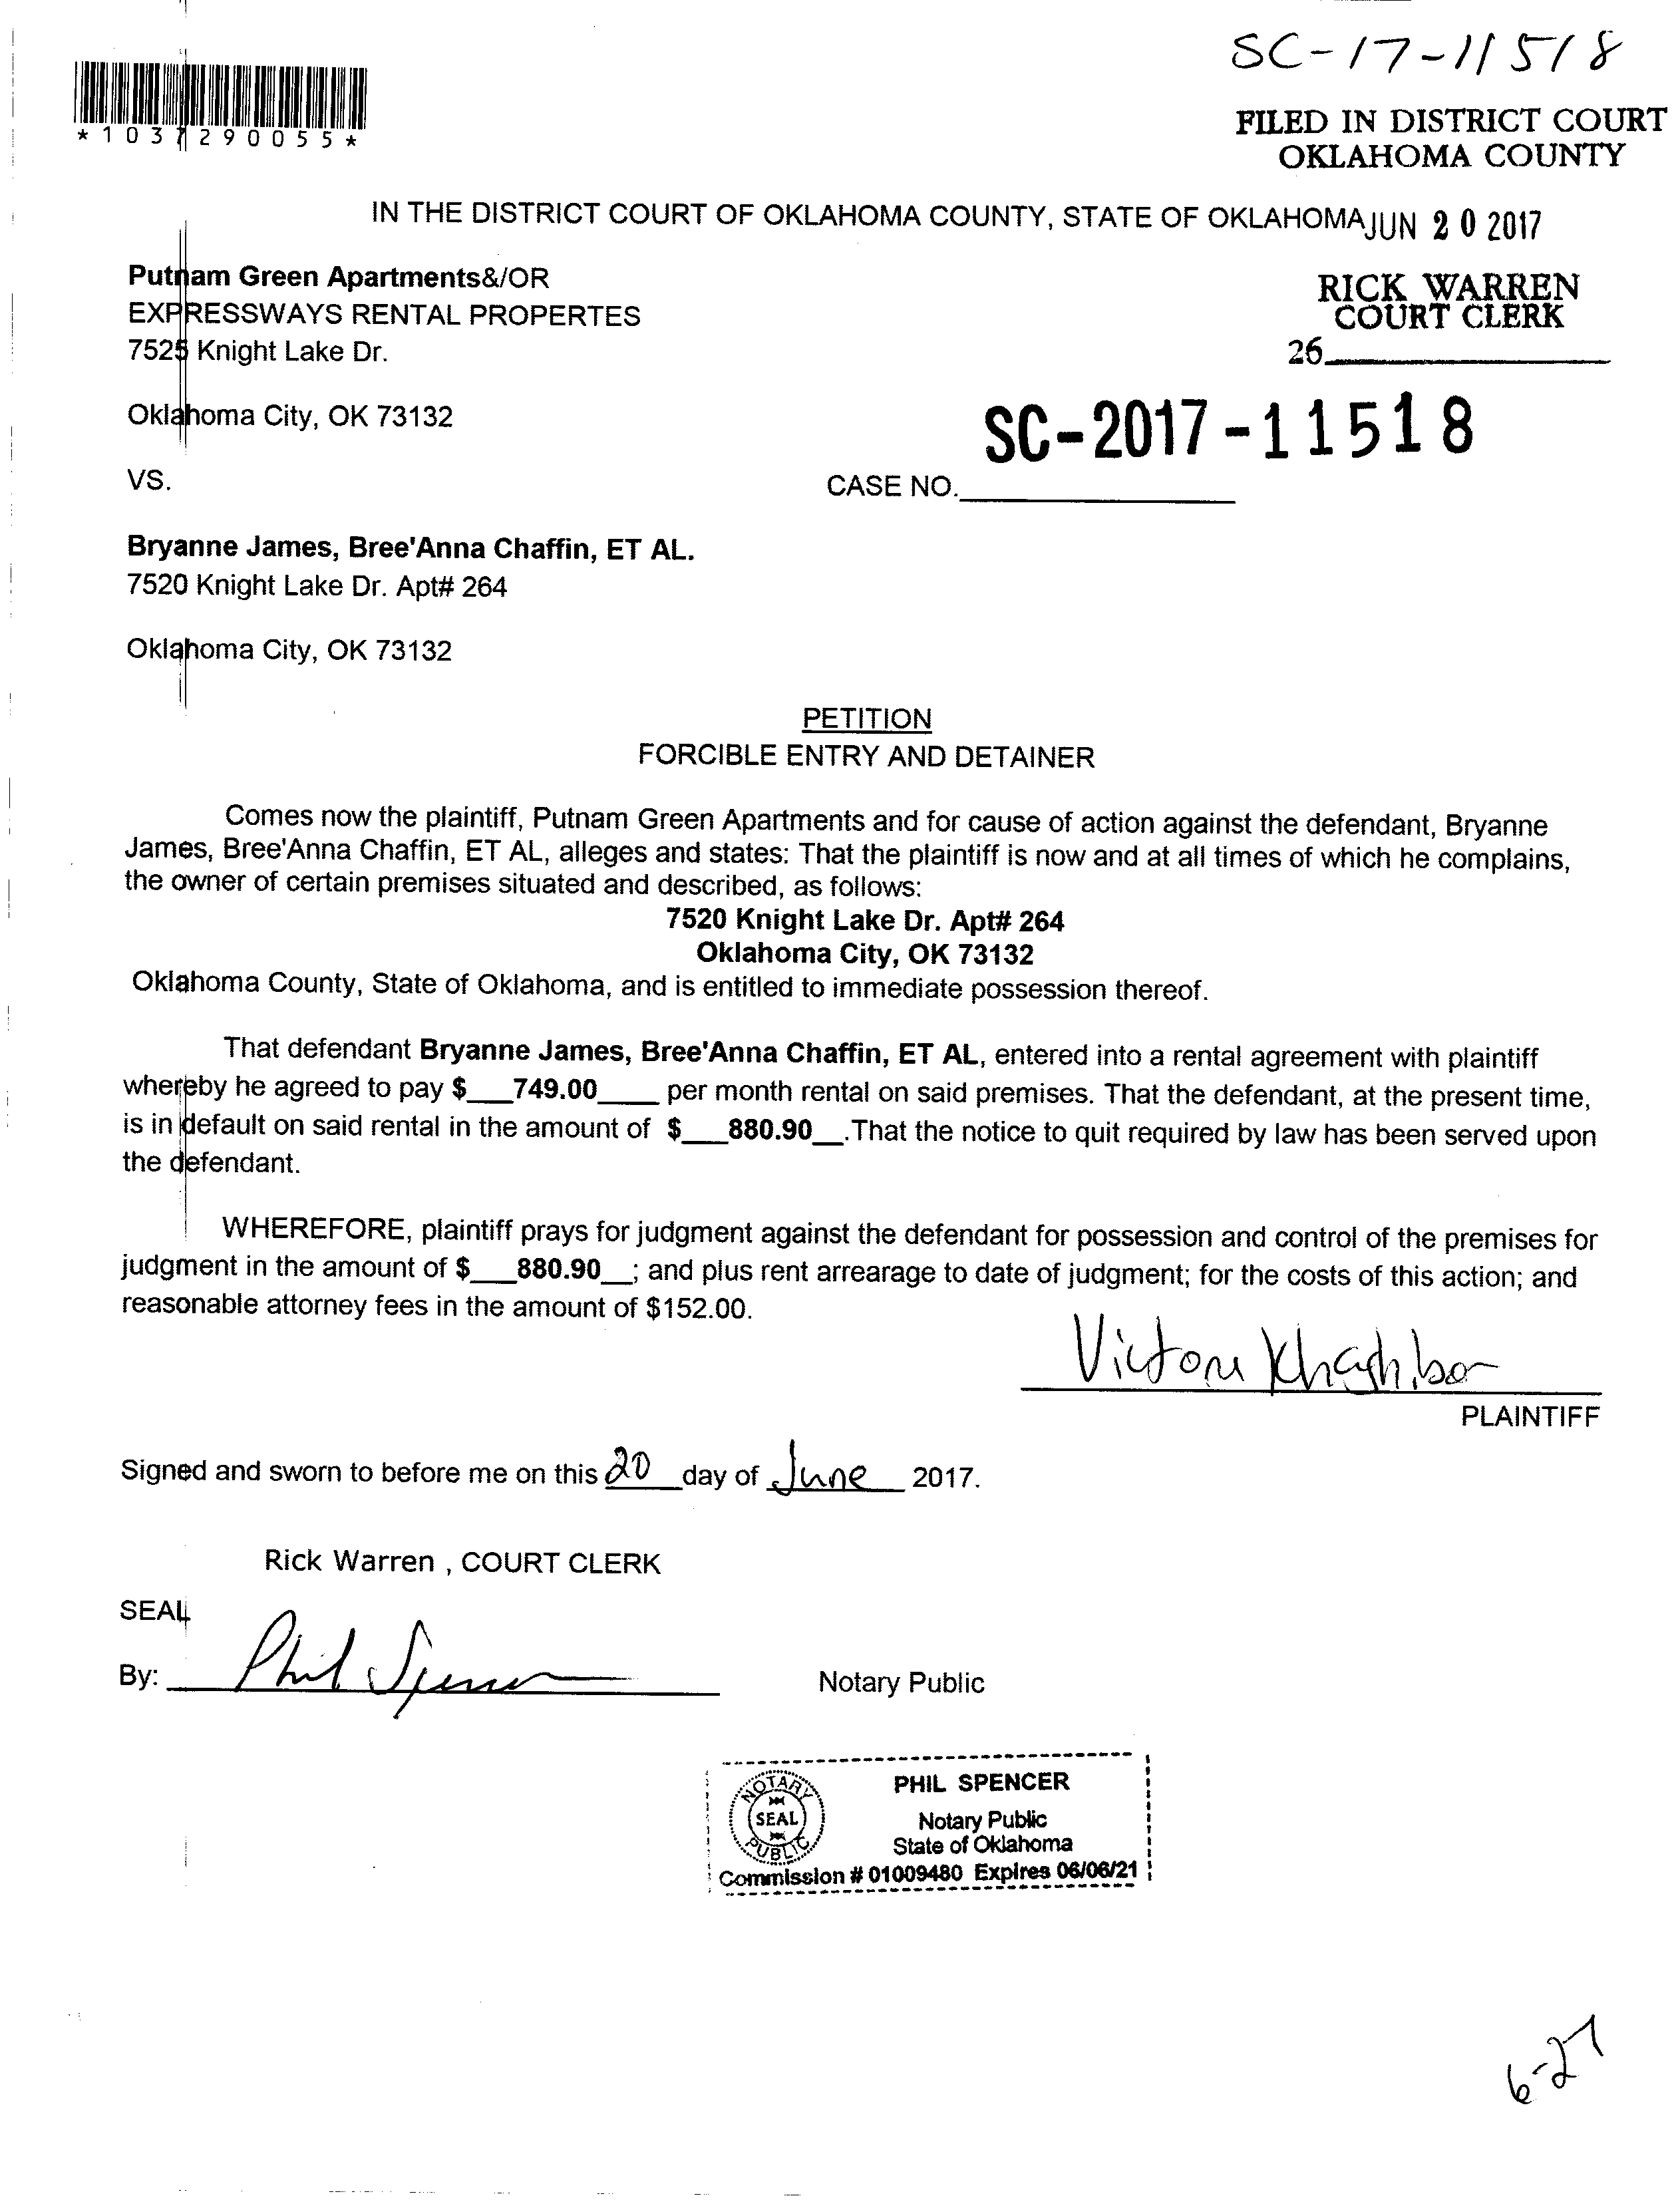 SC-17-11518
*1037290055*
FILED IN DISTRICT COURT
OKLAHOMA COUNTY
IN THE DISTRICT COURT OF OKLAHOMA COUNTY, STATE OF OKLAHOMA JUN 20 2017
Putnam Green Apartments&/OR
EXPRESSWAYS RENTAL PROPERTES
7525 Knight Lake Dr.
RICK WARREN
COURT CLERK
26
Oklahoma City, OK 73132
SC-2017-11518
VS.
CASE NO.
Bryanne James, Bree'Anna Chaffin, ET AL.
7520 Knight Lake Dr. Apt# 264
Oklahoma City, OK 73132
PETITION
FORCIBLE ENTRY AND DETAINER
Comes now the plaintiff, Putnam Green Apartments and for cause of action against the defendant, Bryanne
James, Bree'Anna Chaffin, ET AL, alleges and states: That the plaintiff is now and at all times of which he complains,
the owner of certain premises situated and described, as follows:
7520 Knight Lake Dr. Apt# 264
Oklahoma City, OK 73132
Oklahoma County, State of Oklahoma, and is entitled to immediate possession thereof.
That defendant Bryanne James, Bree'Anna Chaffin, ET AL, entered into a rental agreement with plaintiff
whereby he agreed to pay $___749.00____ per month rental on said premises. That the defendant, at the present time,
is in default on said rental in the amount of $___880.90__.That the notice to quit required by law has been served upon
the defendant.
WHEREFORE, plaintiff prays for judgment against the defendant for possession and control of the premises for
judgment in the amount of $___880.90__; and plus rent arrearage to date of judgment; for the costs of this action; and
reasonable attorney fees in the amount of $152.00.
PLAINTIFF
Signed and sworn to before me on this 20 day of June 2017.
Rick Warren , COURT CLERK
SEAL
By: Phil Spencer Notary Public
NOTARY
SEAL
PUBLIC
PHIL SPENCER
Notary Public
State of Oklahoma
Commission # 01009480 Expires 06/06/21
6-27